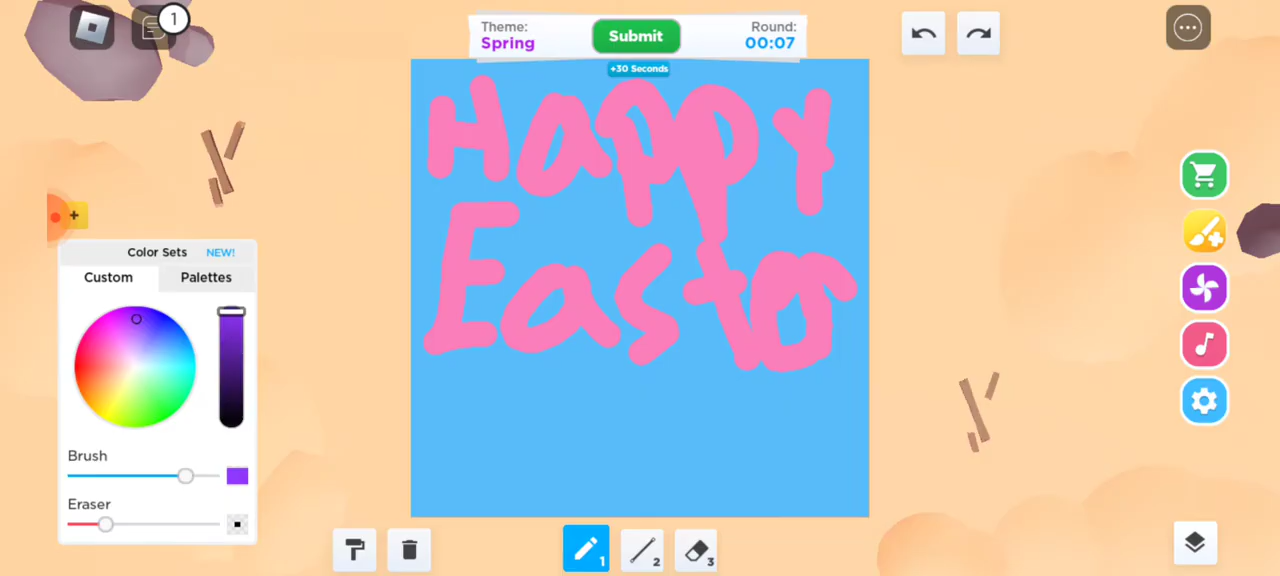 1
Theme:
Spring
Submit
Round:
00:07
+30 Seconds
Happy
Easter
+
Color Sets NEW!
Custom Palettes
Brush
Eraser
1 2 3